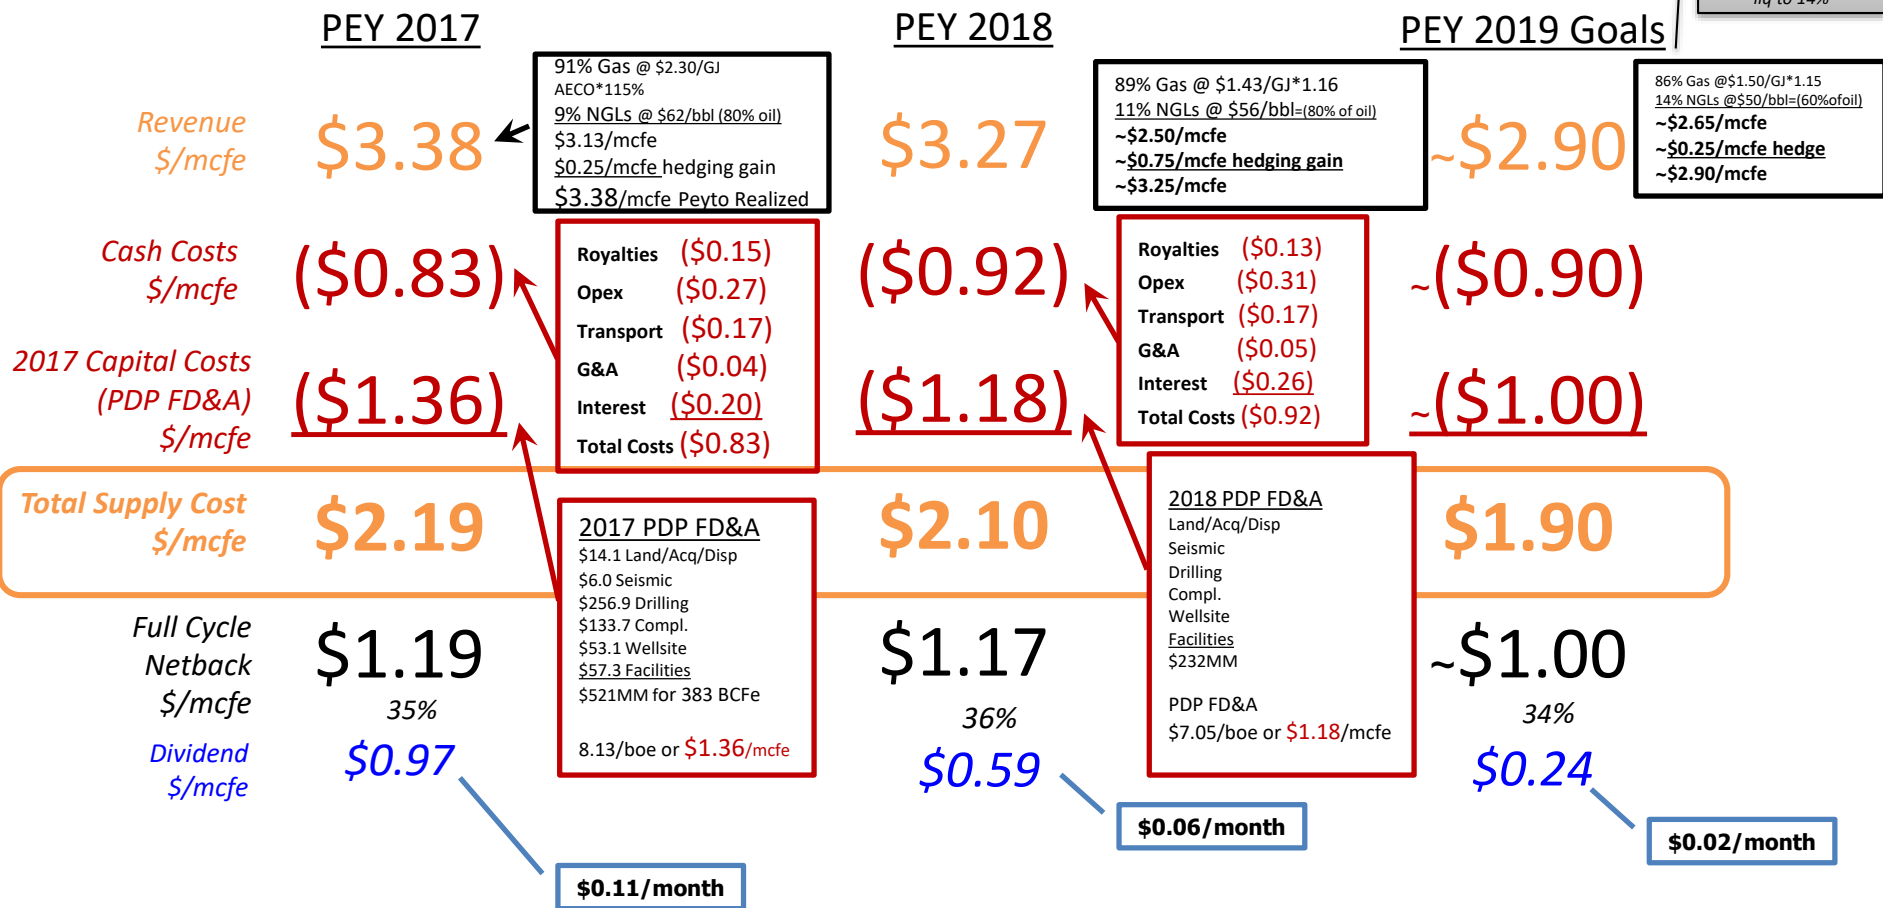 liq to 14%
PEY 2017
PEY 2018
PEY 2019 Goals
Revenue
$/mcfe
$3.38
91% Gas @ $2.30/GJ
AECO*115%
9% NGLs @ $62/bbl (80% oil)
$3.13/mcfe
$0.25/mcfe hedging gain
$3.38/mcfe Peyto Realized
$3.27
89% Gas @ $1.43/GJ*1.16
11% NGLs @ $56/bbl=(80% of oil)
~$2.50/mcfe
~$0.75/mcfe hedging gain
~$3.25/mcfe
~$2.90
86% Gas @$1.50/GJ*1.15
14% NGLs @$50/bbl=(60%ofoil)
~$2.65/mcfe
~$0.25/mcfe hedge
~$2.90/mcfe
Cash Costs
$/mcfe
($0.83)
Royalties ($0.15)
Opex ($0.27)
Transport ($0.17)
G&A ($0.04)
Interest ($0.20)
Total Costs ($0.83)
($0.92)
Royalties ($0.13)
Opex ($0.31)
Transport ($0.17)
G&A ($0.05)
Interest ($0.26)
Total Costs ($0.92)
~($0.90)
2017 Capital Costs
(PDP FD&A)
$/mcfe
($1.36)
($1.18)
~($1.00)
Total Supply Cost
$/mcfe
$2.19
2017 PDP FD&A
$14.1 Land/Acq/Disp
$6.0 Seismic
$256.9 Drilling
$133.7 Compl.
$53.1 Wellsite
$57.3 Facilities
$521MM for 383 BCFe
8.13/boe or $1.36/mcfe
$2.10
2018 PDP FD&A
Land/Acq/Disp
Seismic
Drilling
Compl.
Wellsite
Facilities
$232MM
PDP FD&A
$7.05/boe or $1.18/mcfe
$1.90
Full Cycle
Netback
$/mcfe
$1.19
35%
$1.17
36%
~$1.00
34%
Dividend
$/mcfe
$0.97
$0.59
$0.24
$0.11/month
$0.06/month
$0.02/month